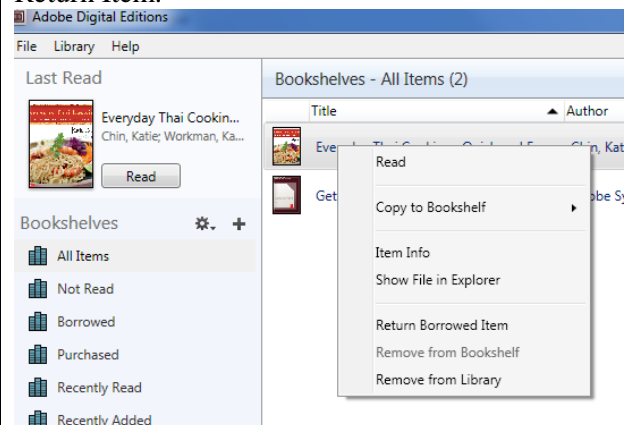 Return Item.
Adobe Digital Editions
File Library Help
Last Read
Everyday Thai Cookin...
Chin, Katie; Workman, Ka...
Read
Bookshelves
All Items
Not Read
Borrowed
Purchased
Recently Read
Recently Added
Bookshelves - All Items (2)
Title Author
Read
Copy to Bookshelf
Item Info
Show File in Explorer
Return Borrowed Item
Remove from Bookshelf
Remove from Library